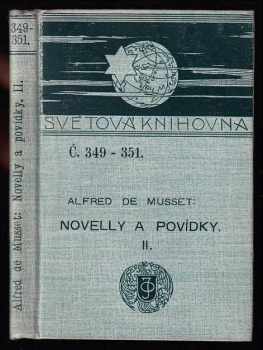 349-
351.
Alfred de Musset: Novelly a povídky. II.
SVĚTOVÁ KNIHOVNA
Č. 349 - 351.
ALFRED DE MUSSET:
NOVELLY A POVÍDKY.
II.